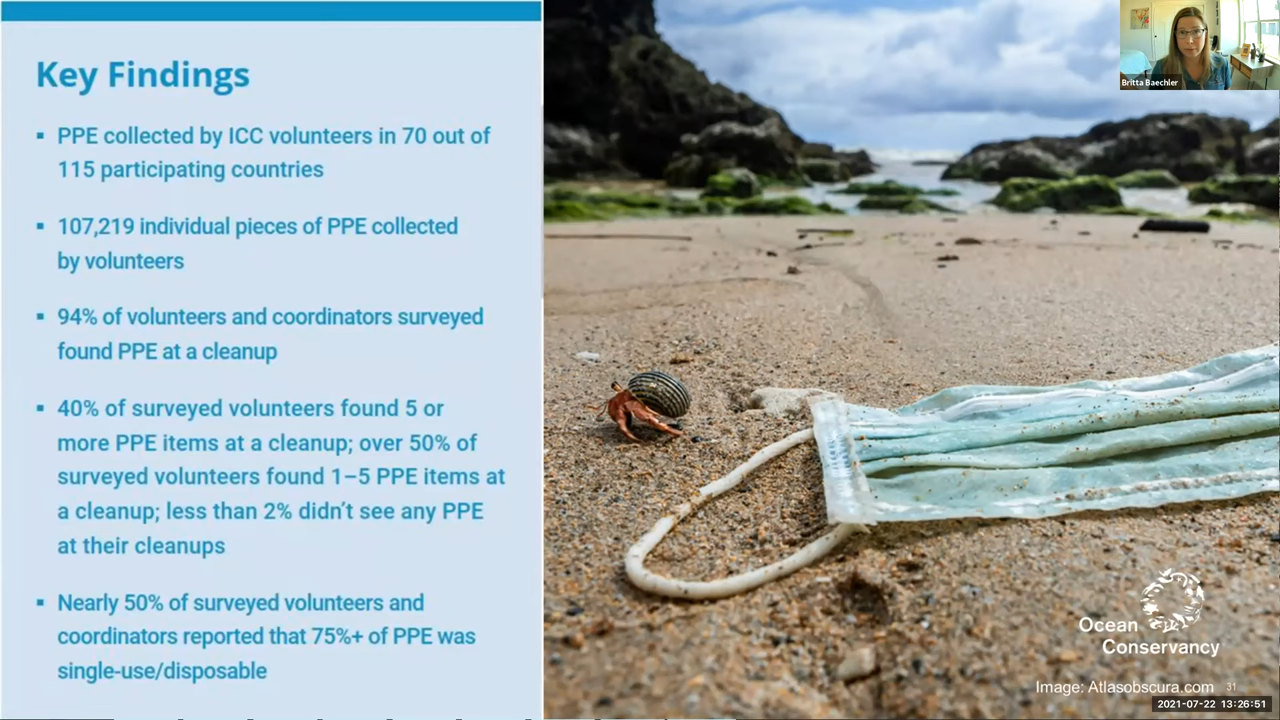 Key Findings
▪ PPE collected by ICC volunteers in 70 out of
115 participating countries
▪ 107,219 individual pieces of PPE collected
by volunteers
▪ 94% of volunteers and coordinators surveyed
found PPE at a cleanup
▪ 40% of surveyed volunteers found 5 or
more PPE items at a cleanup; over 50% of
surveyed volunteers found 1–5 PPE items at
a cleanup; less than 2% didn't see any PPE
at their cleanups
▪ Nearly 50% of surveyed volunteers and
coordinators reported that 75%+ of PPE was
single-use/disposable
Britta Baechler
Ocean
Conservancy
Image: Atlasobscura.com 31
2021-07-22 13:26:51